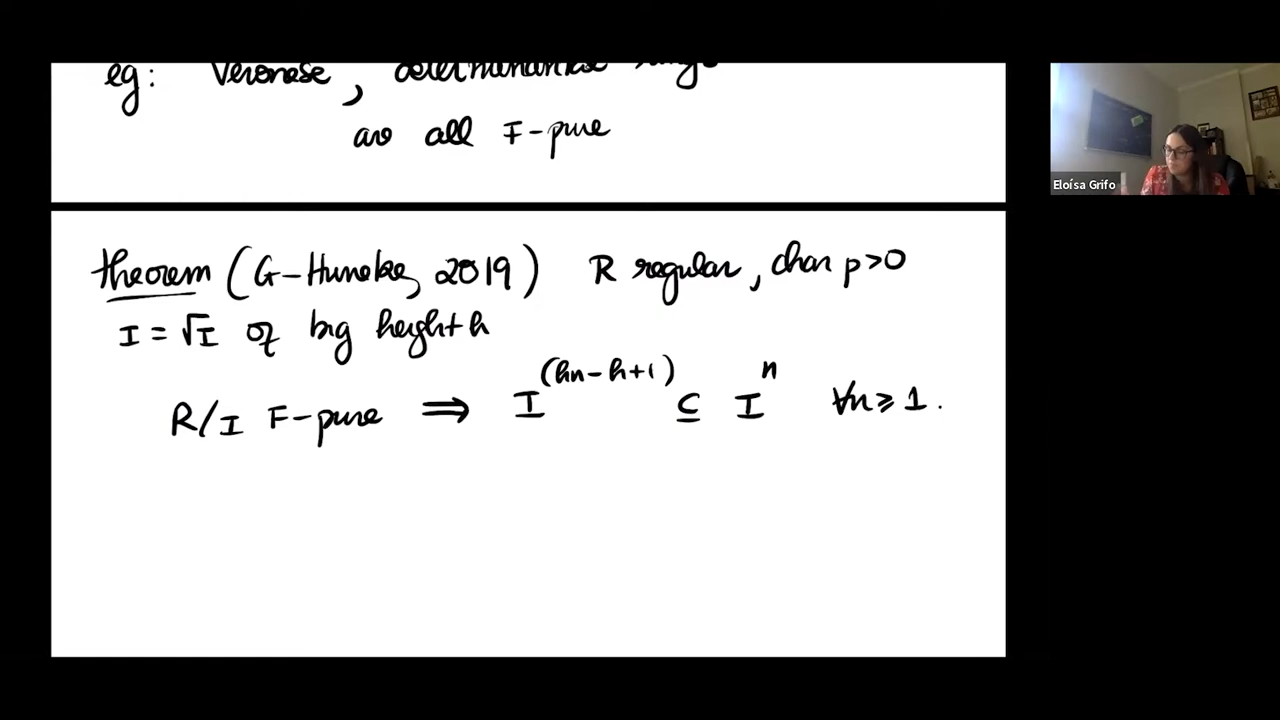 eg: Veronese, determinantal rings
are all F-pure
Theorem (G-Huneke, 2019) R regular, char p>0
I = √I of big height h
R/I F-pure ⟹ I^(hn-h+1) ⊆ I^n ∀n ≥ 1.
Eloísa Grifo